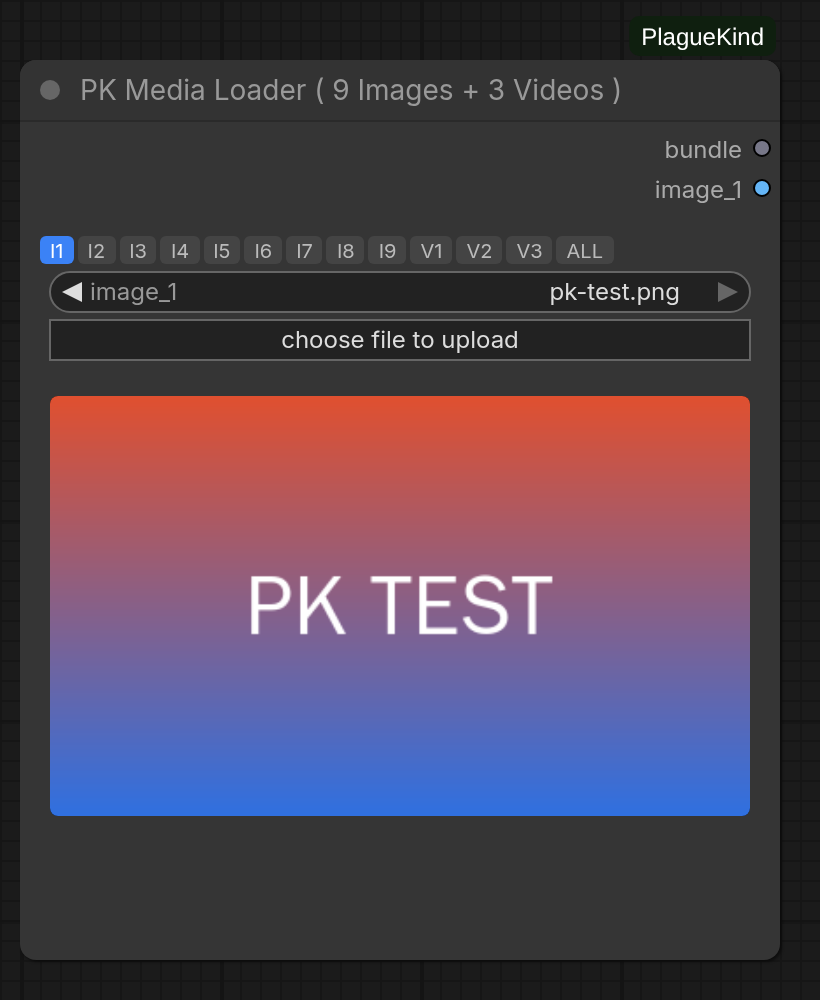 PlagueKind
PK Media Loader ( 9 Images + 3 Videos )
bundle
image_1
I1 I2 I3 I4 I5 I6 I7 I8 I9 V1 V2 V3 ALL
image_1 pk-test.png
choose file to upload
PK TEST